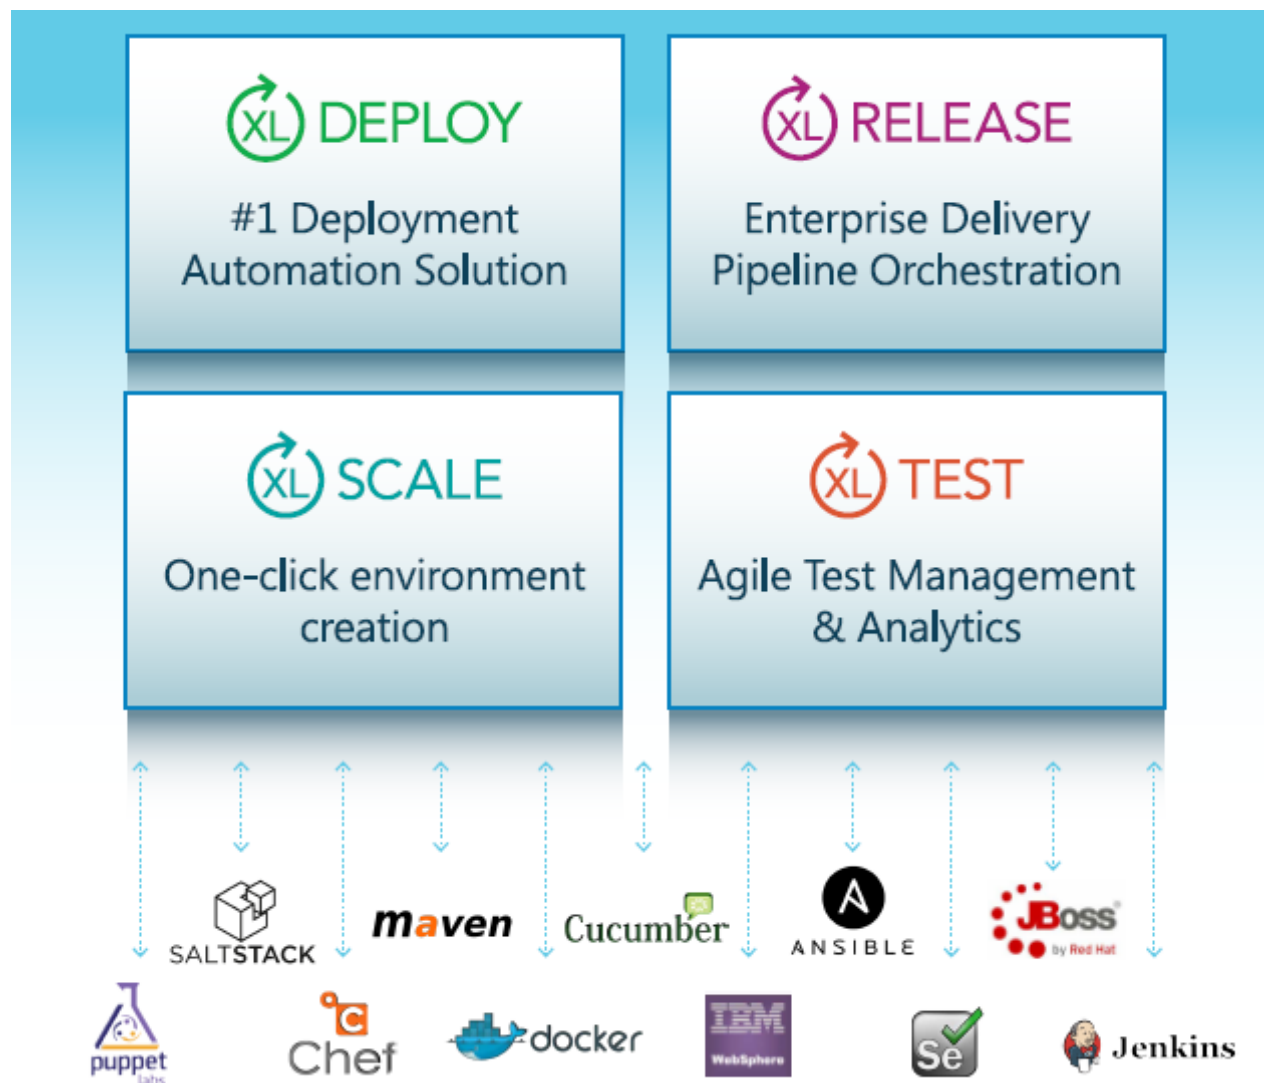 XL DEPLOY
#1 Deployment
Automation Solution
XL RELEASE
Enterprise Delivery
Pipeline Orchestration
XL SCALE
One-click environment
creation
XL TEST
Agile Test Management
& Analytics
SALTSTACK
maven
Cucumber
A
ANSIBLE
JBoss®
by Red Hat
puppet
labs
C
Chef
docker
IBM
WebSphere
Se
Jenkins